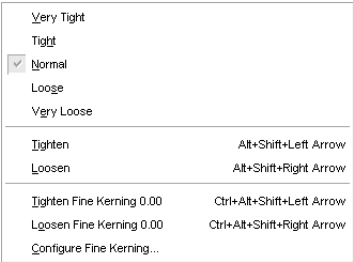 Very Tight
Tight
Normal
Loose
Very Loose
Tighten Alt+Shift+Left Arrow
Loosen Alt+Shift+Right Arrow
Tighten Fine Kerning 0.00 Ctrl+Alt+Shift+Left Arrow
Loosen Fine Kerning 0.00 Ctrl+Alt+Shift+Right Arrow
Configure Fine Kerning...